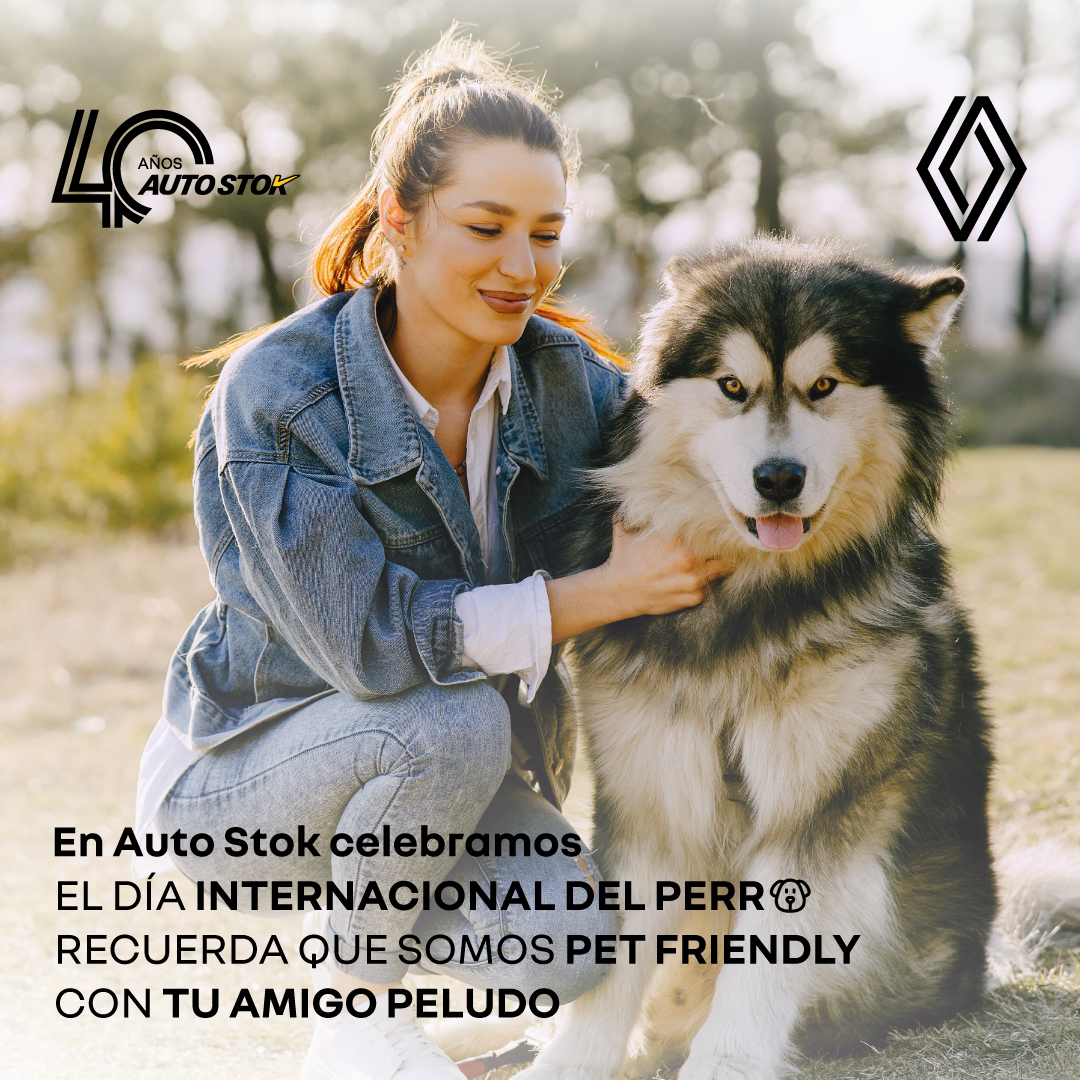 40
AÑOS
AUTO STOK
En Auto Stok celebramos
EL DÍA INTERNACIONAL DEL PERR
RECUERDA QUE SOMOS PET FRIENDLY
CON TU AMIGO PELUDO